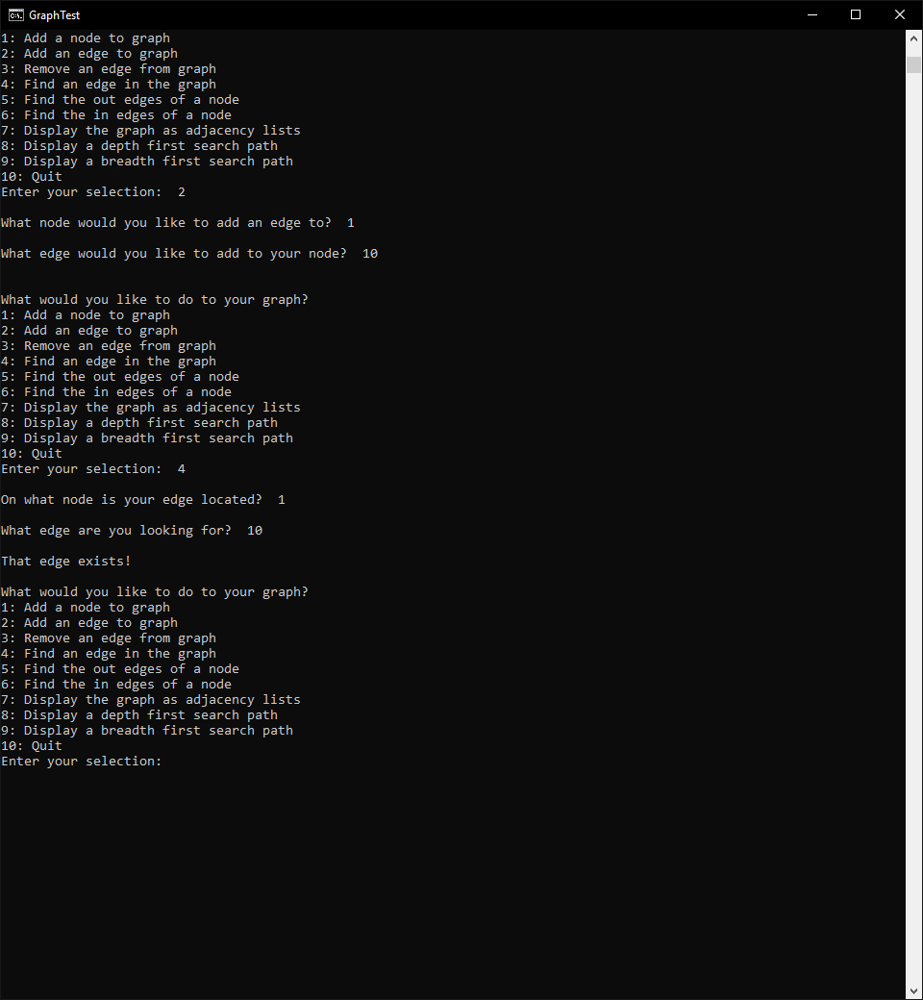 GraphTest
1: Add a node to graph
2: Add an edge to graph
3: Remove an edge from graph
4: Find an edge in the graph
5: Find the out edges of a node
6: Find the in edges of a node
7: Display the graph as adjacency lists
8: Display a depth first search path
9: Display a breadth first search path
10: Quit
Enter your selection:  2
What node would you like to add an edge to?  1
What edge would you like to add to your node?  10
What would you like to do to your graph?
1: Add a node to graph
2: Add an edge to graph
3: Remove an edge from graph
4: Find an edge in the graph
5: Find the out edges of a node
6: Find the in edges of a node
7: Display the graph as adjacency lists
8: Display a depth first search path
9: Display a breadth first search path
10: Quit
Enter your selection:  4
On what node is your edge located?  1
What edge are you looking for?  10
That edge exists!
What would you like to do to your graph?
1: Add a node to graph
2: Add an edge to graph
3: Remove an edge from graph
4: Find an edge in the graph
5: Find the out edges of a node
6: Find the in edges of a node
7: Display the graph as adjacency lists
8: Display a depth first search path
9: Display a breadth first search path
10: Quit
Enter your selection: